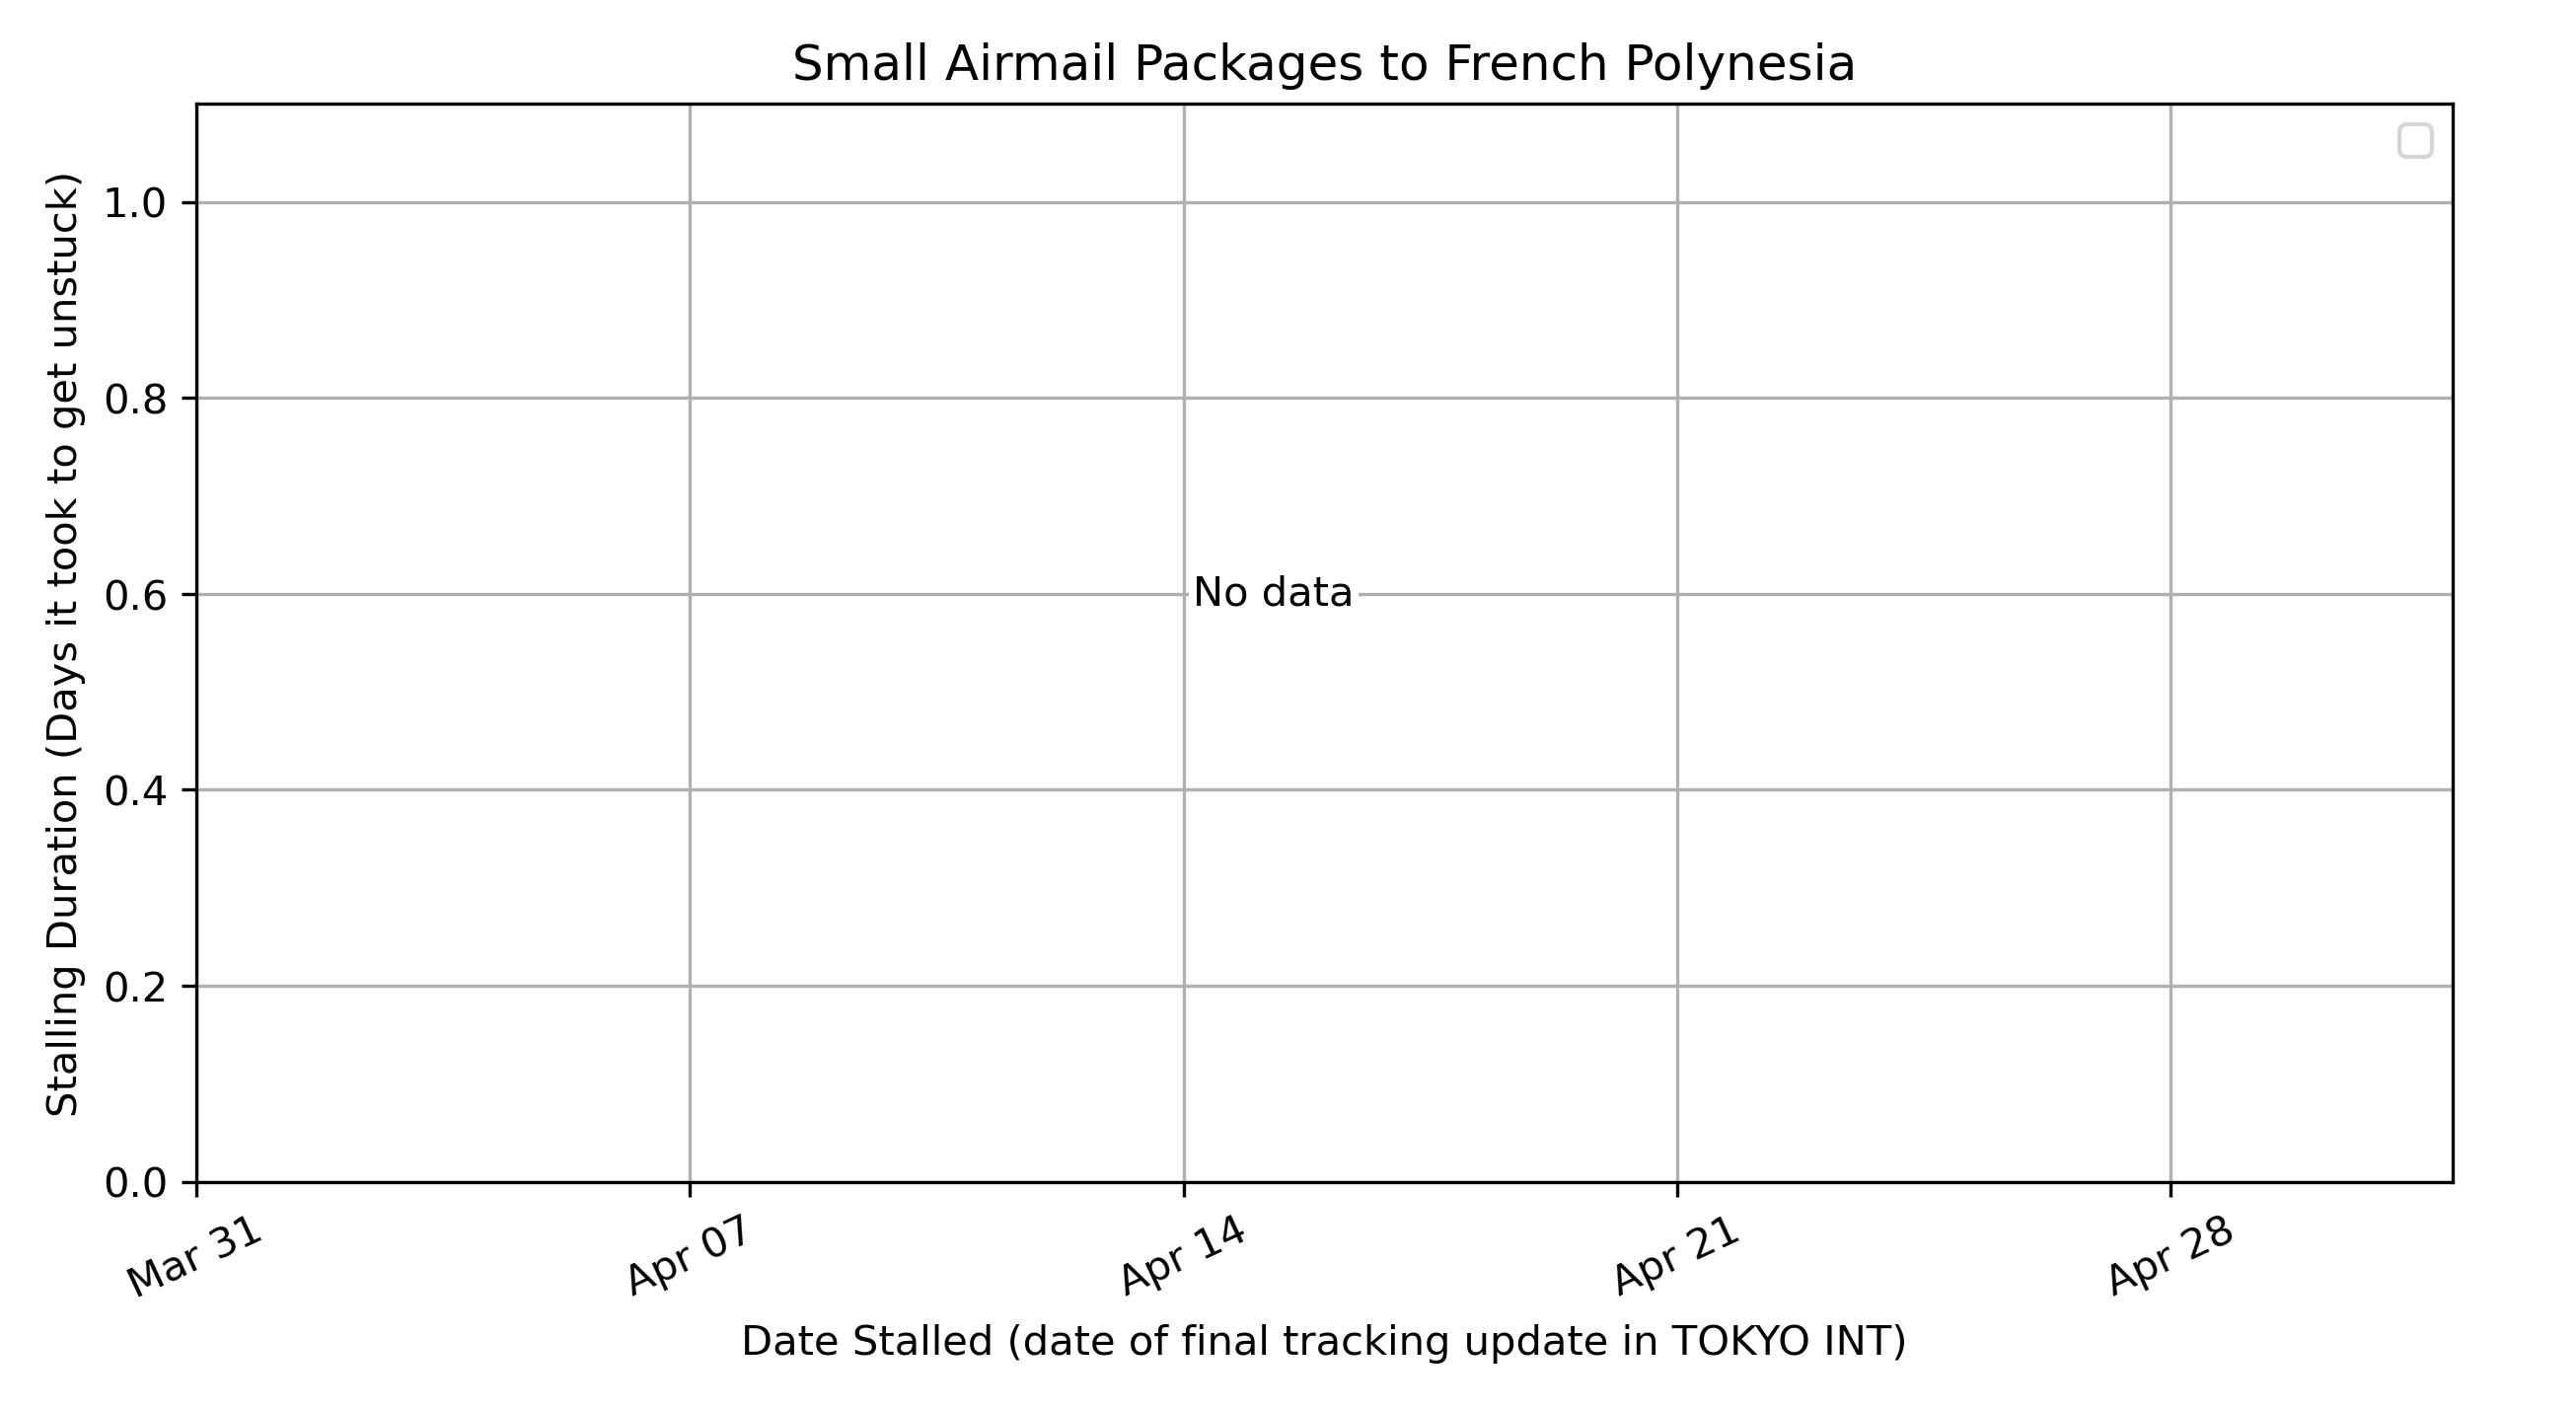 Small Airmail Packages to French Polynesia
Stalling Duration (Days it took to get unstuck)
1.0
0.8
0.6
0.4
0.2
0.0
No data
Mar 31
Apr 07
Apr 14
Apr 21
Apr 28
Date Stalled (date of final tracking update in TOKYO INT)